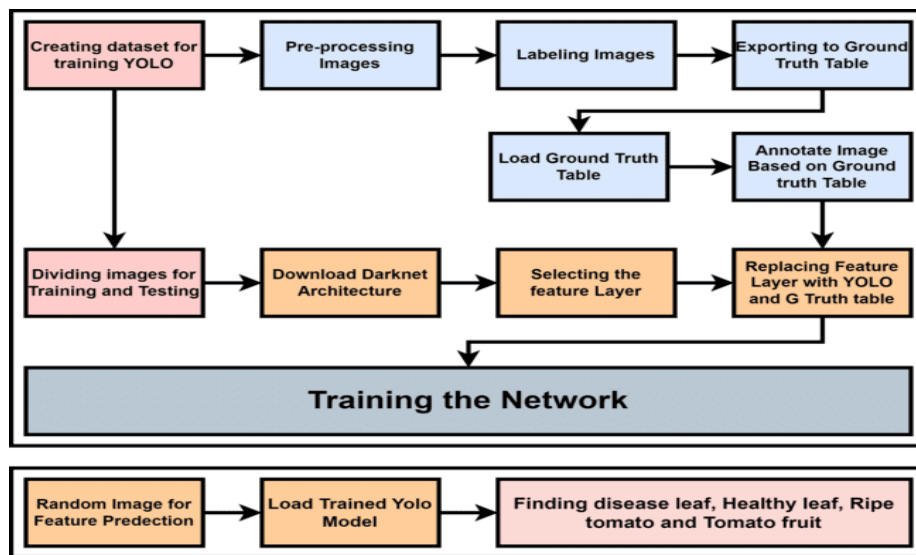 Creating dataset for
training YOLO
Pre-processing
Images
Labeling Images
Exporting to Ground
Truth Table
Load Ground Truth
Table
Annotate Image
Based on Ground
truth Table
Dividing images for
Training and Testing
Download Darknet
Architecture
Selecting the
feature Layer
Replacing Feature
Layer with YOLO
and G Truth table
Training the Network
Random Image for
Feature Predection
Load Trained Yolo
Model
Finding disease leaf, Healthy leaf, Ripe
tomato and Tomato fruit